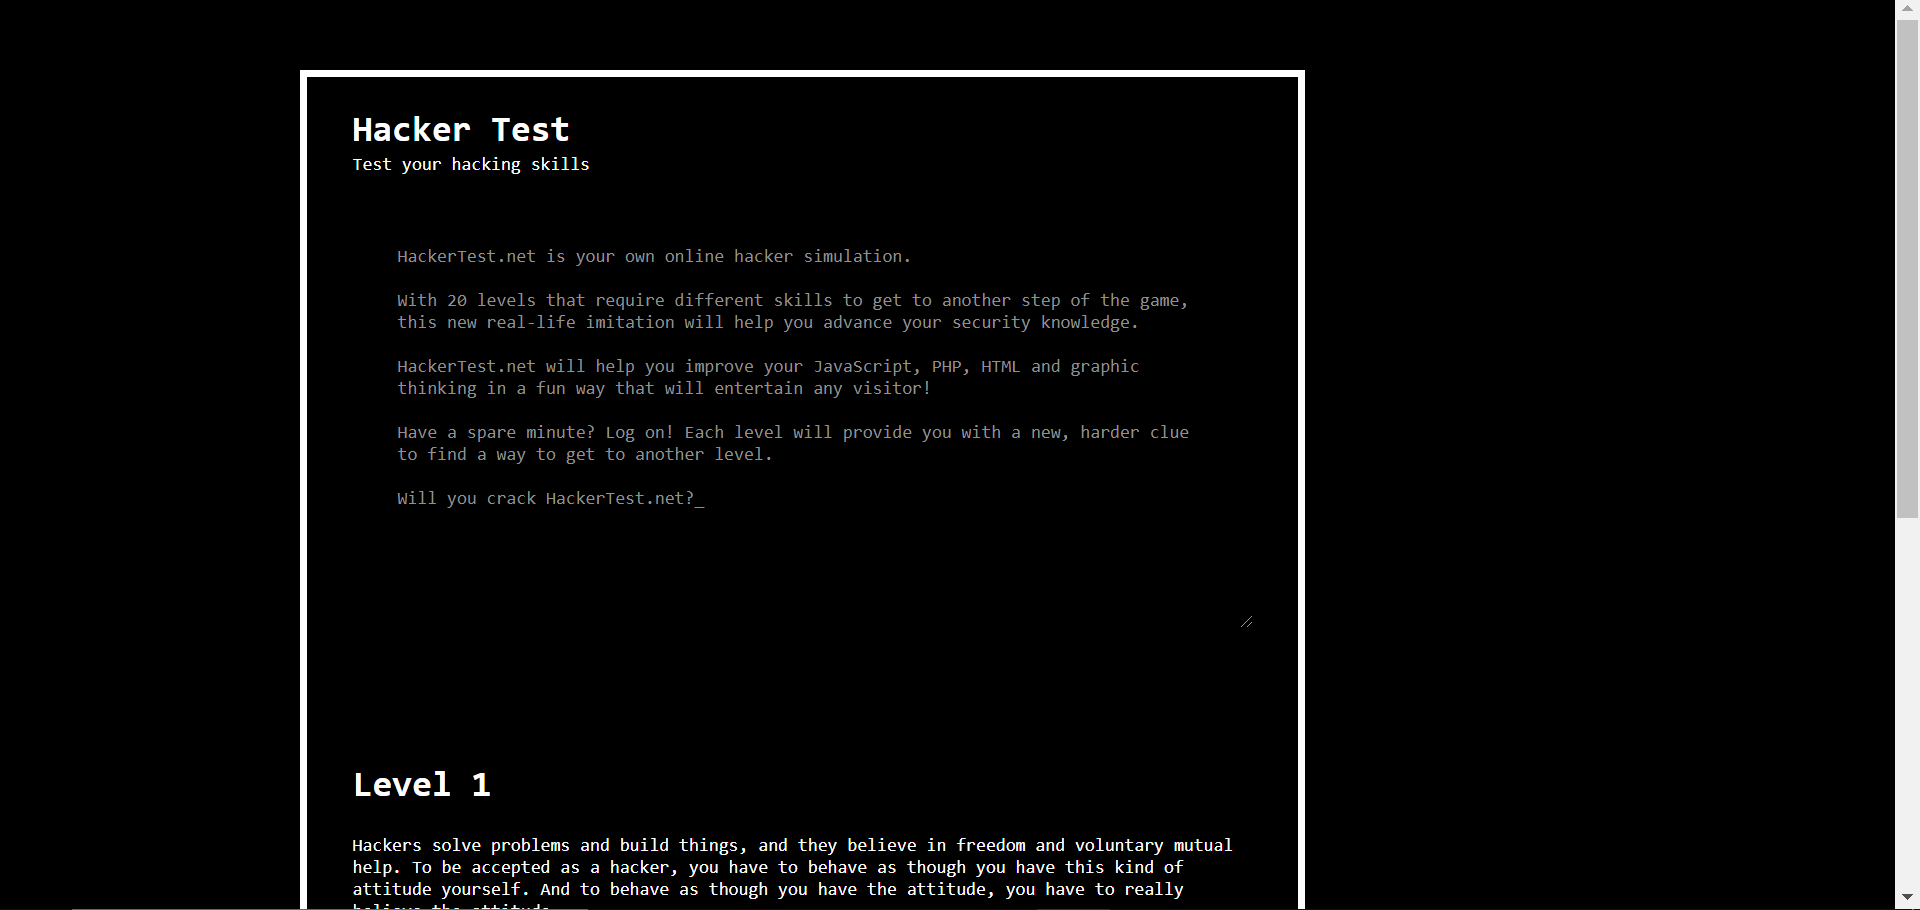 Hacker Test
Test your hacking skills
HackerTest.net is your own online hacker simulation.
With 20 levels that require different skills to get to another step of the game,
this new real-life imitation will help you advance your security knowledge.
HackerTest.net will help you improve your JavaScript, PHP, HTML and graphic
thinking in a fun way that will entertain any visitor!
Have a spare minute? Log on! Each level will provide you with a new, harder clue
to find a way to get to another level.
Will you crack HackerTest.net?_
Level 1
Hackers solve problems and build things, and they believe in freedom and voluntary mutual
help. To be accepted as a hacker, you have to behave as though you have this kind of
attitude yourself. And to behave as though you have the attitude, you have to really
believe the attitude